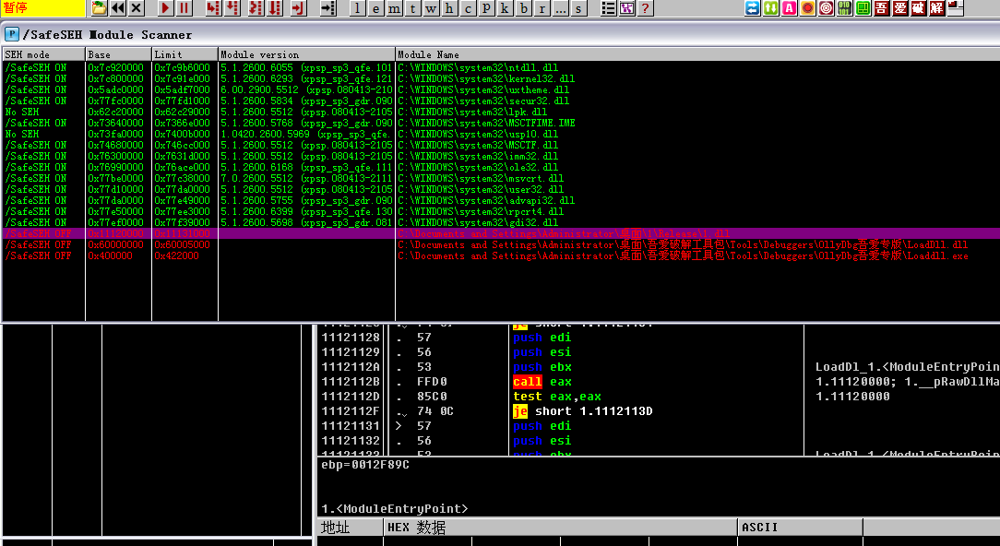 暂停 l e m t w h c p k b r ... s ?
/SafeSEH Module Scanner
SEH mode Base Limit Module version Module Name
/SafeSEH ON 0x7c920000 0x7c9b6000 5.1.2600.6055 (xpsp_sp3_qfe.101 C:\WINDOWS\system32\ntdll.dll
/SafeSEH ON 0x7c800000 0x7c91e000 5.1.2600.6293 (xpsp_sp3_qfe.121 C:\WINDOWS\system32\kernel32.dll
/SafeSEH ON 0x5adc0000 0x5adf7000 6.00.2900.5512 (xpsp.080413-210 C:\WINDOWS\system32\uxtheme.dll
/SafeSEH ON 0x77fc0000 0x77fd1000 5.1.2600.5834 (xpsp_sp3_gdr.090 C:\WINDOWS\system32\secur32.dll
No SEH 0x62c20000 0x62c29000 5.1.2600.5512 (xpsp.080413-2105 C:\WINDOWS\system32\lpk.dll
/SafeSEH ON 0x73640000 0x7366e000 5.1.2600.5768 (xpsp_sp3_gdr.090 C:\WINDOWS\system32\MSCTFIME.IME
No SEH 0x73fa0000 0x7400b000 1.0420.2600.5969 (xpsp_sp3_qfe. C:\WINDOWS\system32\usp10.dll
/SafeSEH ON 0x74680000 0x746cc000 5.1.2600.5512 (xpsp.080413-2105 C:\WINDOWS\system32\MSCTF.dll
/SafeSEH ON 0x76300000 0x7631d000 5.1.2600.5512 (xpsp.080413-2105 C:\WINDOWS\system32\imm32.dll
/SafeSEH ON 0x76990000 0x76ace000 5.1.2600.6168 (xpsp_sp3_qfe.111 C:\WINDOWS\system32\ole32.dll
/SafeSEH ON 0x77be0000 0x77c38000 7.0.2600.5512 (xpsp.080413-2111 C:\WINDOWS\system32\msvcrt.dll
/SafeSEH ON 0x77d10000 0x77da0000 5.1.2600.5512 (xpsp.080413-2105 C:\WINDOWS\system32\user32.dll
/SafeSEH ON 0x77da0000 0x77e49000 5.1.2600.5755 (xpsp_sp3_gdr.090 C:\WINDOWS\system32\advapi32.dll
/SafeSEH ON 0x77e50000 0x77ee3000 5.1.2600.6399 (xpsp_sp3_qfe.130 C:\WINDOWS\system32\rpcrt4.dll
/SafeSEH ON 0x77ef0000 0x77f39000 5.1.2600.5698 (xpsp_sp3_gdr.081 C:\WINDOWS\system32\gdi32.dll
/SafeSEH OFF 0x11120000 0x11131000 C:\Documents and Settings\Administrator\桌面\1\Release\1.dll
/SafeSEH OFF 0x60000000 0x60005000 C:\Documents and Settings\Administrator\桌面\吾爱破解工具包\Tools\Debuggers\OllyDbg吾爱专版\LoadDll.dll
/SafeSEH OFF 0x400000 0x422000 C:\Documents and Settings\Administrator\桌面\吾爱破解工具包\Tools\Debuggers\OllyDbg吾爱专版\Loaddll.exe
11121128 . 57 push edi
11121129 . 56 push esi
1112112A . 53 push ebx LoadDl_1.<ModuleEntryPoin
1112112B . FFD0 call eax 1.11120000; 1.__pRawDllMa
1112112D . 85C0 test eax,eax 1.11120000
1112112F . 74 0C je short 1.1112113D
11121131 > 57 push edi
11121132 . 56 push esi
11121133 . 53 push ebx LoadDl_1.<ModuleEntryPoin
ebp=0012F89C
1.<ModuleEntryPoint>
地址 HEX 数据 ASCII